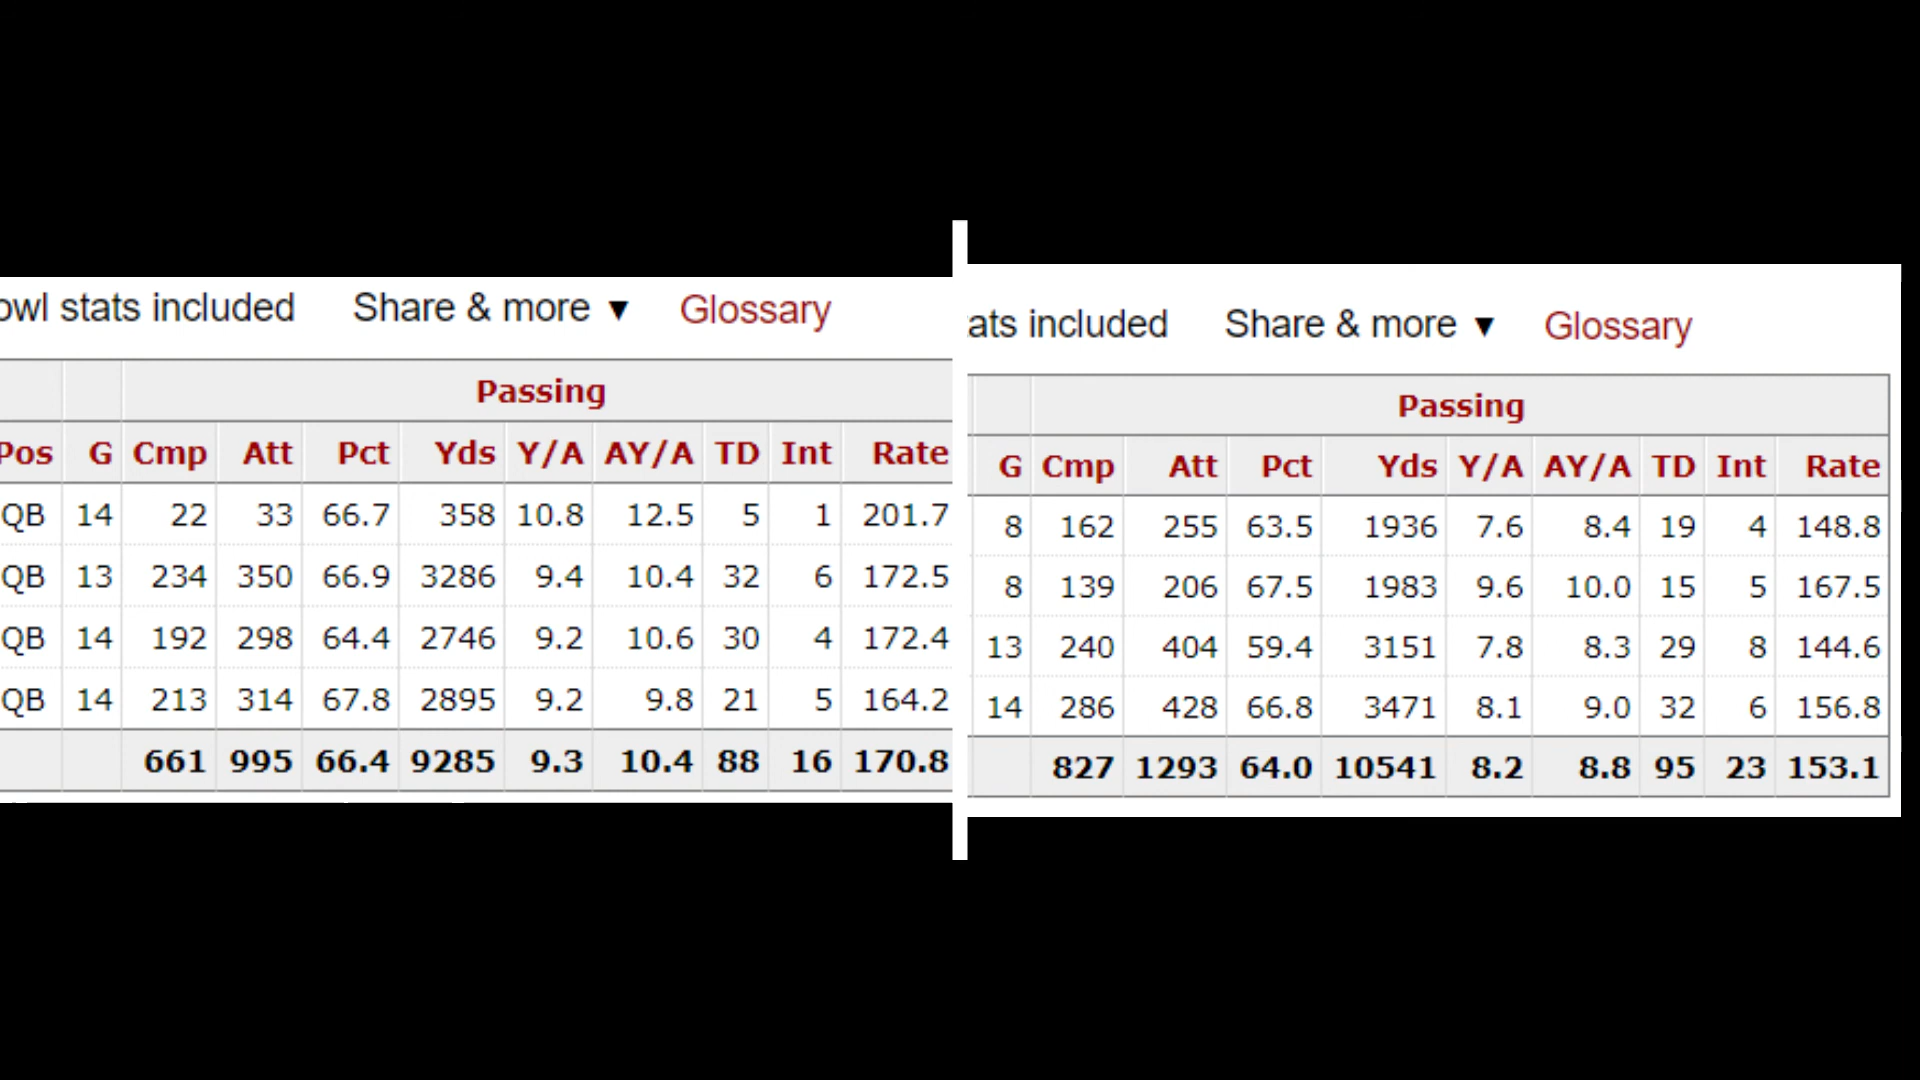 owl stats included Share & more ▼ Glossary
Passing
Pos G Cmp Att Pct Yds Y/A AY/A TD Int Rate
QB 14 22 33 66.7 358 10.8 12.5 5 1 201.7
QB 13 234 350 66.9 3286 9.4 10.4 32 6 172.5
QB 14 192 298 64.4 2746 9.2 10.6 30 4 172.4
QB 14 213 314 67.8 2895 9.2 9.8 21 5 164.2
661 995 66.4 9285 9.3 10.4 88 16 170.8
ats included Share & more ▼ Glossary
Passing
G Cmp Att Pct Yds Y/A AY/A TD Int Rate
8 162 255 63.5 1936 7.6 8.4 19 4 148.8
8 139 206 67.5 1983 9.6 10.0 15 5 167.5
13 240 404 59.4 3151 7.8 8.3 29 8 144.6
14 286 428 66.8 3471 8.1 9.0 32 6 156.8
827 1293 64.0 10541 8.2 8.8 95 23 153.1